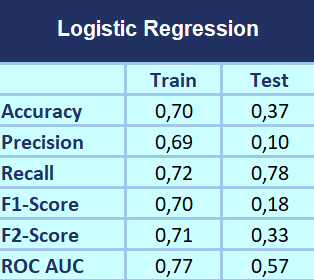 Logistic Regression
Train Test
Accuracy 0,70 0,37
Precision 0,69 0,10
Recall 0,72 0,78
F1-Score 0,70 0,18
F2-Score 0,71 0,33
ROC AUC 0,77 0,57